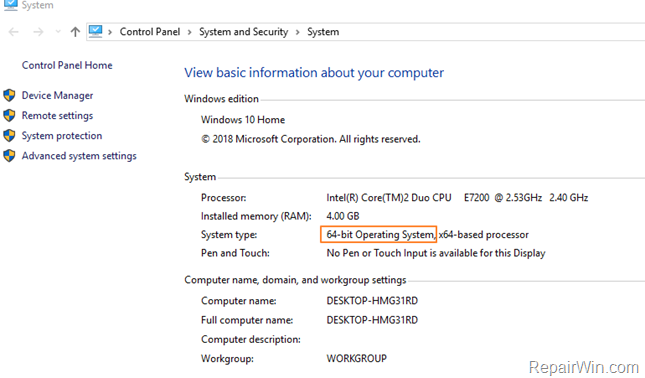 System
Control Panel > System and Security > System
Control Panel Home
Device Manager
Remote settings
System protection
Advanced system settings
View basic information about your computer
Windows edition
Windows 10 Home
© 2018 Microsoft Corporation. All rights reserved.
System
Processor: Intel(R) Core(TM)2 Duo CPU E7200 @ 2.53GHz 2.40 GHz
Installed memory (RAM): 4.00 GB
System type: 64-bit Operating System, x64-based processor
Pen and Touch: No Pen or Touch Input is available for this Display
Computer name, domain, and workgroup settings
Computer name: DESKTOP-HMG31RD
Full computer name: DESKTOP-HMG31RD
Computer description:
Workgroup: WORKGROUP
RepairWin.com